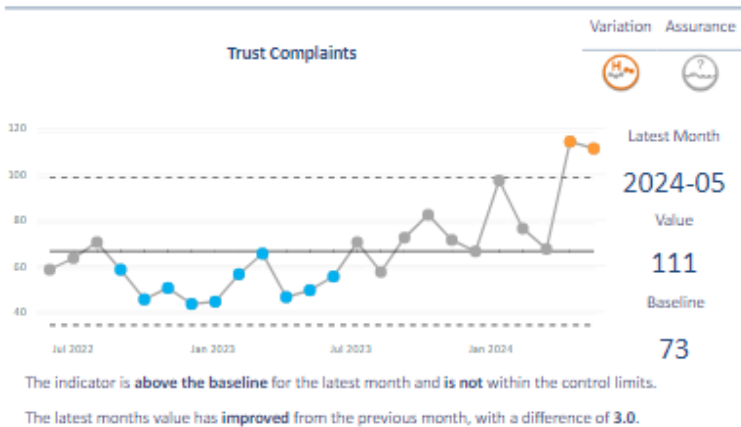 Variation Assurance
Trust Complaints
H
?
120
100
80
60
40
Jul 2022 Jan 2023 Jul 2023 Jan 2024
Latest Month
2024-05
Value
111
Baseline
73
The indicator is above the baseline for the latest month and is not within the control limits.
The latest months value has improved from the previous month, with a difference of 3.0.